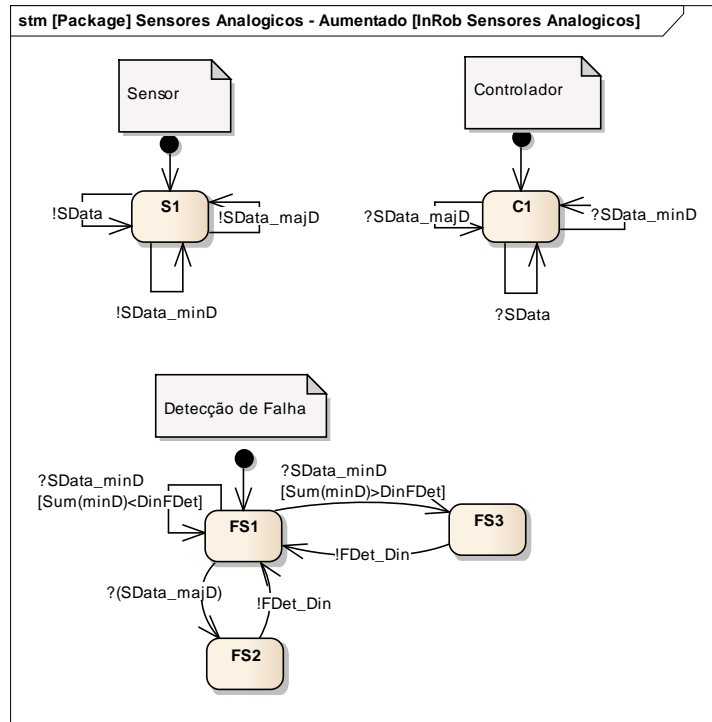 stm [Package] Sensores Analogicos - Aumentado [InRob Sensores Analogicos]
Sensor
Controlador
S1
!SData
!SData_majD
!SData_minD
C1
?SData_majD
?SData_minD
?SData
Detecção de Falha
?SData_minD
[Sum(minD)<DinFDet]
?SData_minD
[Sum(minD)>DinFDet]
FS1
FS3
!FDet_Din
?(SData_majD)
!FDet_Din
FS2